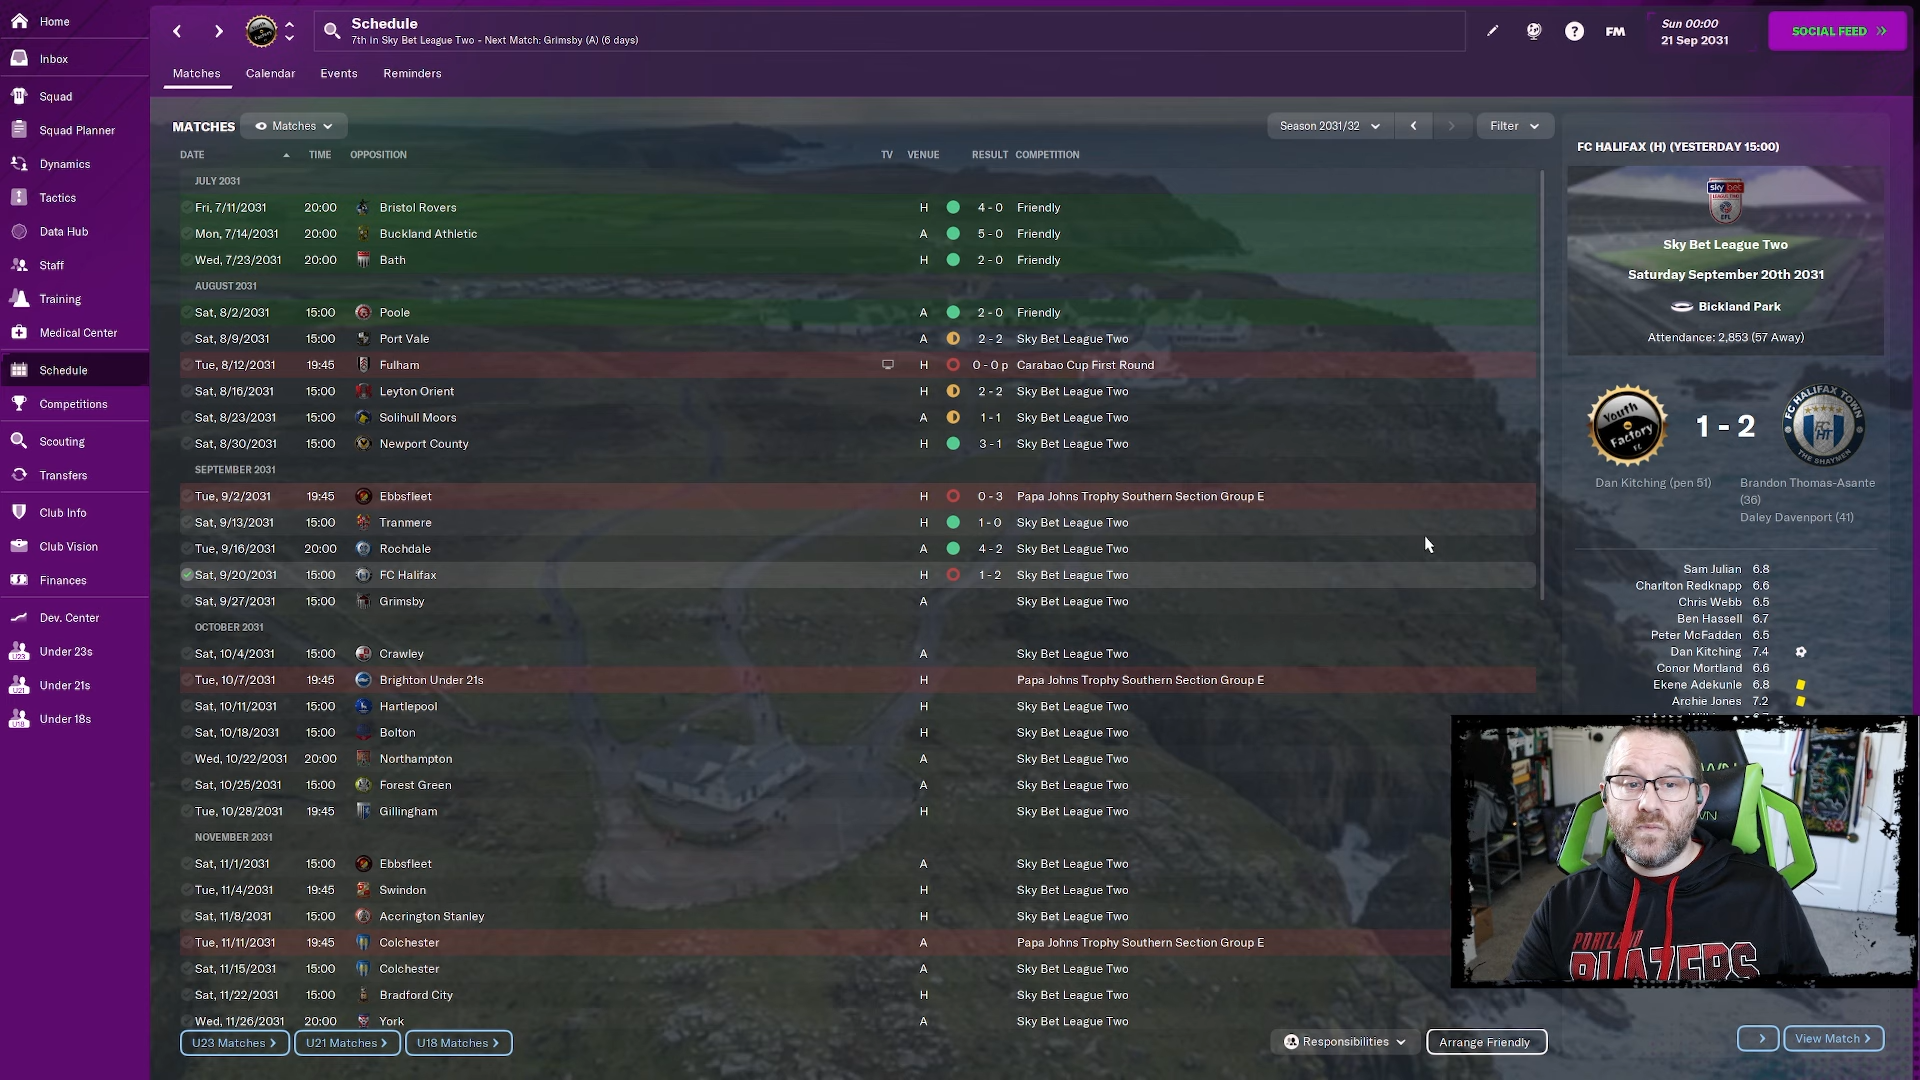 Home
Inbox
Squad
Squad Planner
Dynamics
Tactics
Data Hub
Staff
Training
Medical Center
Schedule
Competitions
Scouting
Transfers
Club Info
Club Vision
Finances
Dev. Center
Under 23s
Under 21s
Under 18s
Schedule
7th in Sky Bet League Two - Next Match: Grimsby (A) (6 days)
FM
Sun 00:00
21 Sep 2031
SOCIAL FEED
Matches Calendar Events Reminders
MATCHES Matches Season 2031/32 Filter
DATE TIME OPPOSITION TV VENUE RESULT COMPETITION
JULY 2031
Fri, 7/11/2031 20:00 Bristol Rovers H 4 - 0 Friendly
Mon, 7/14/2031 20:00 Buckland Athletic A 5 - 0 Friendly
Wed, 7/23/2031 20:00 Bath H 2 - 0 Friendly
AUGUST 2031
Sat, 8/2/2031 15:00 Poole A 2 - 0 Friendly
Sat, 8/9/2031 15:00 Port Vale A 2 - 2 Sky Bet League Two
Tue, 8/12/2031 19:45 Fulham H 0 - 0 p Carabao Cup First Round
Sat, 8/16/2031 15:00 Leyton Orient H 2 - 2 Sky Bet League Two
Sat, 8/23/2031 15:00 Solihull Moors A 1 - 1 Sky Bet League Two
Sat, 8/30/2031 15:00 Newport County H 3 - 1 Sky Bet League Two
SEPTEMBER 2031
Tue, 9/2/2031 19:45 Ebbsfleet H 0 - 3 Papa Johns Trophy Southern Section Group E
Sat, 9/13/2031 15:00 Tranmere H 1 - 0 Sky Bet League Two
Tue, 9/16/2031 20:00 Rochdale A 4 - 2 Sky Bet League Two
Sat, 9/20/2031 15:00 FC Halifax H 1 - 2 Sky Bet League Two
Sat, 9/27/2031 15:00 Grimsby A Sky Bet League Two
OCTOBER 2031
Sat, 10/4/2031 15:00 Crawley A Sky Bet League Two
Tue, 10/7/2031 19:45 Brighton Under 21s H Papa Johns Trophy Southern Section Group E
Sat, 10/11/2031 15:00 Hartlepool H Sky Bet League Two
Sat, 10/18/2031 15:00 Bolton H Sky Bet League Two
Wed, 10/22/2031 20:00 Northampton A Sky Bet League Two
Sat, 10/25/2031 15:00 Forest Green A Sky Bet League Two
Tue, 10/28/2031 19:45 Gillingham H Sky Bet League Two
NOVEMBER 2031
Sat, 11/1/2031 15:00 Ebbsfleet A Sky Bet League Two
Tue, 11/4/2031 19:45 Swindon H Sky Bet League Two
Sat, 11/8/2031 15:00 Accrington Stanley H Sky Bet League Two
Tue, 11/11/2031 19:45 Colchester A Papa Johns Trophy Southern Section Group E
Sat, 11/15/2031 15:00 Colchester A Sky Bet League Two
Sat, 11/22/2031 15:00 Bradford City H Sky Bet League Two
Wed, 11/26/2031 20:00 York A Sky Bet League Two
U23 Matches U21 Matches U18 Matches
Responsibilities Arrange Friendly
FC HALIFAX (H) (YESTERDAY 15:00)
sky bet
EFL
Sky Bet League Two
Saturday September 20th 2031
Bickland Park
Attendance: 2,853 (57 Away)
Youth Factory
1 - 2
FC HALIFAX TOWN
THE SHAYMEN
Dan Kitching (pen 51)
Brandon Thomas-Asante
(36)
Daley Davenport (41)
Sam Julian 6.8
Charlton Redknapp 6.6
Chris Webb 6.5
Ben Hassell 6.7
Peter McFadden 6.5
Dan Kitching 7.4
Conor Mortland 6.6
Ekene Adekunle 6.8
Archie Jones 7.2
PORTLAND
BLAZERS
View Match